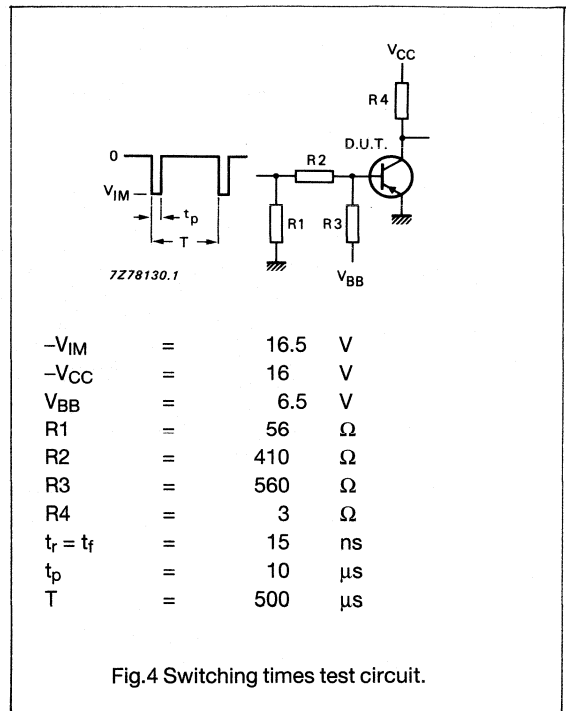 VCC
R4
D.U.T.
0
R2
VIM
tp
R1
R3
T
VBB
7Z78130.1
–VIM = 16.5 V
–VCC = 16 V
VBB = 6.5 V
R1 = 56 Ω
R2 = 410 Ω
R3 = 560 Ω
R4 = 3 Ω
tr = tf = 15 ns
tp = 10 μs
T = 500 μs
Fig.4 Switching times test circuit.